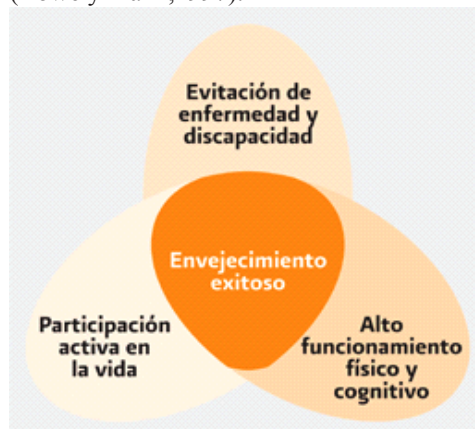 Evitación de
enfermedad y
discapacidad
Envejecimiento
exitoso
Participación
activa en
la vida
Alto
funcionamiento
físico y
cognitivo